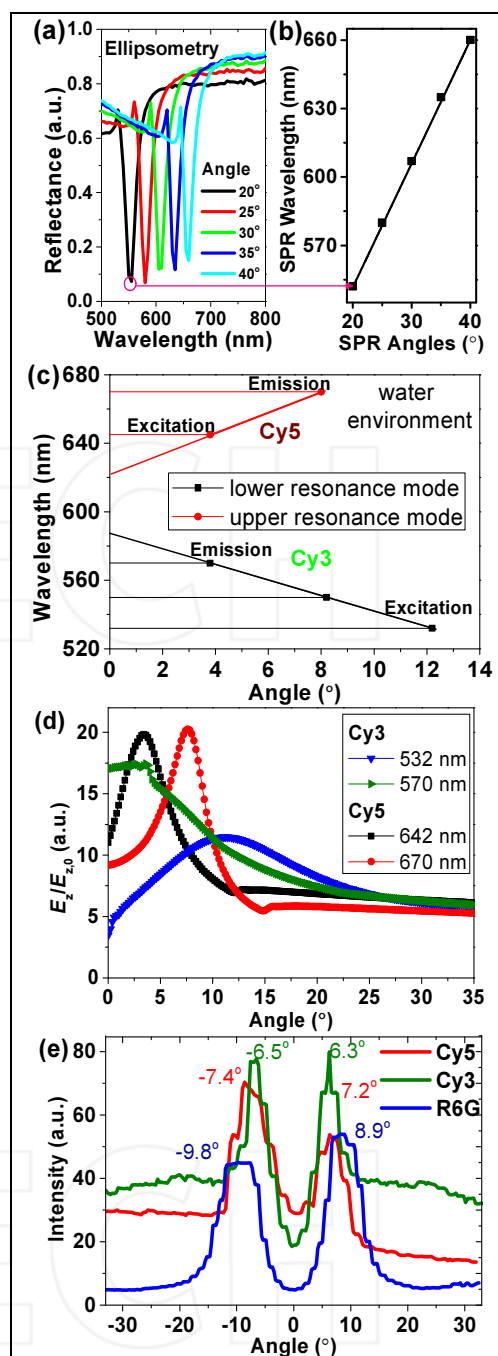 (a)
Ellipsometry
Reflectance (a.u.)
1.0
0.8
0.6
0.4
0.2
0.0
Angle
20°
25°
30°
35°
40°
500 600 700 800
Wavelength (nm)
(b)
SPR Wavelength (nm)
660
630
600
570
20 25 30 35 40
SPR Angles (°)
(c)
Wavelength (nm)
680
640
600
560
520
Emission
water
environment
Excitation
Cy5
lower resonance mode
upper resonance mode
Emission
Cy3
Excitation
0 2 4 6 8 10 12 14
Angle (°)
(d)
Ez/Ez,0 (a.u.)
20
15
10
5
0
Cy3
532 nm
570 nm
Cy5
642 nm
670 nm
0 5 10 15 20 25 30 35
Angle (°)
(e)
Intensity (a.u.)
80
60
40
20
0
-6.5° 6.3°
-7.4° 7.2°
-9.8° 8.9°
Cy5
Cy3
R6G
-30 -20 -10 0 10 20 30
Angle (°)